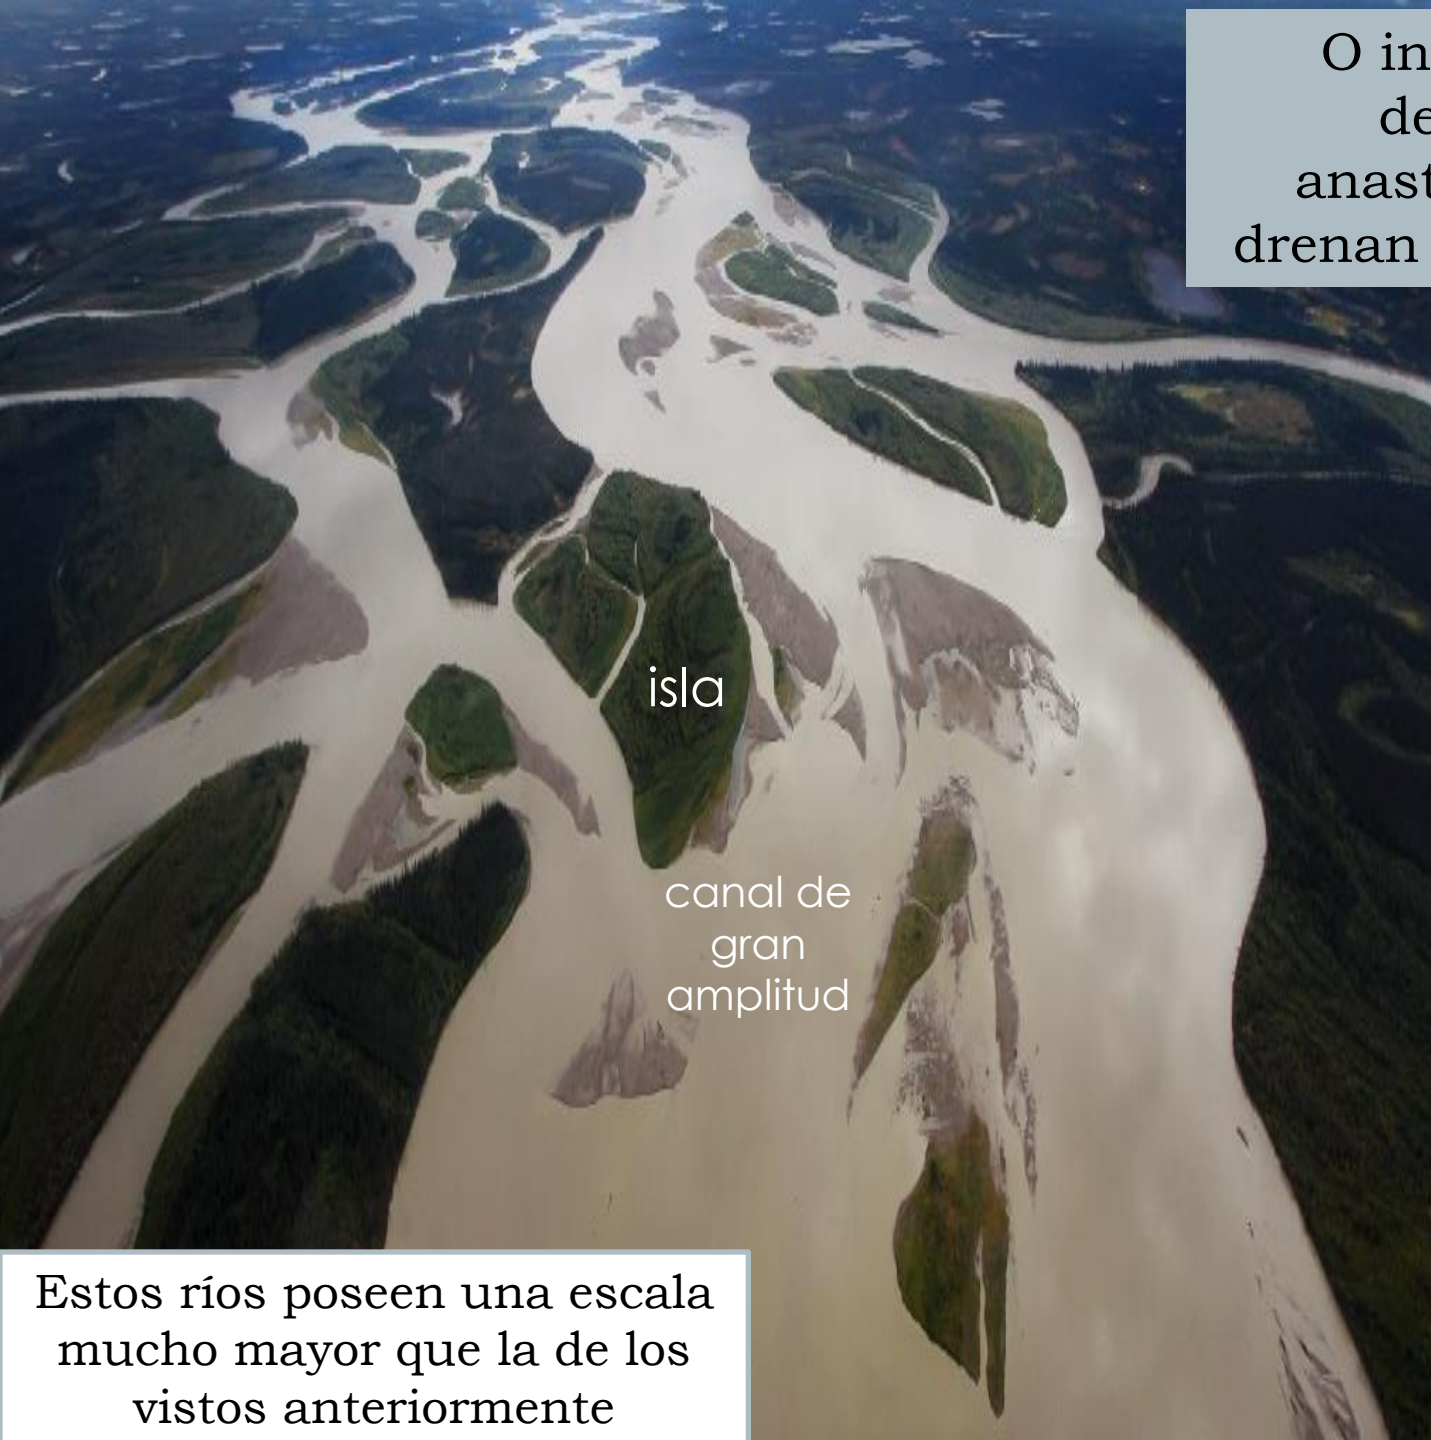 O in
de
anast
drenan
isla
canal de
gran
amplitud
Estos ríos poseen una escala
mucho mayor que la de los
vistos anteriormente